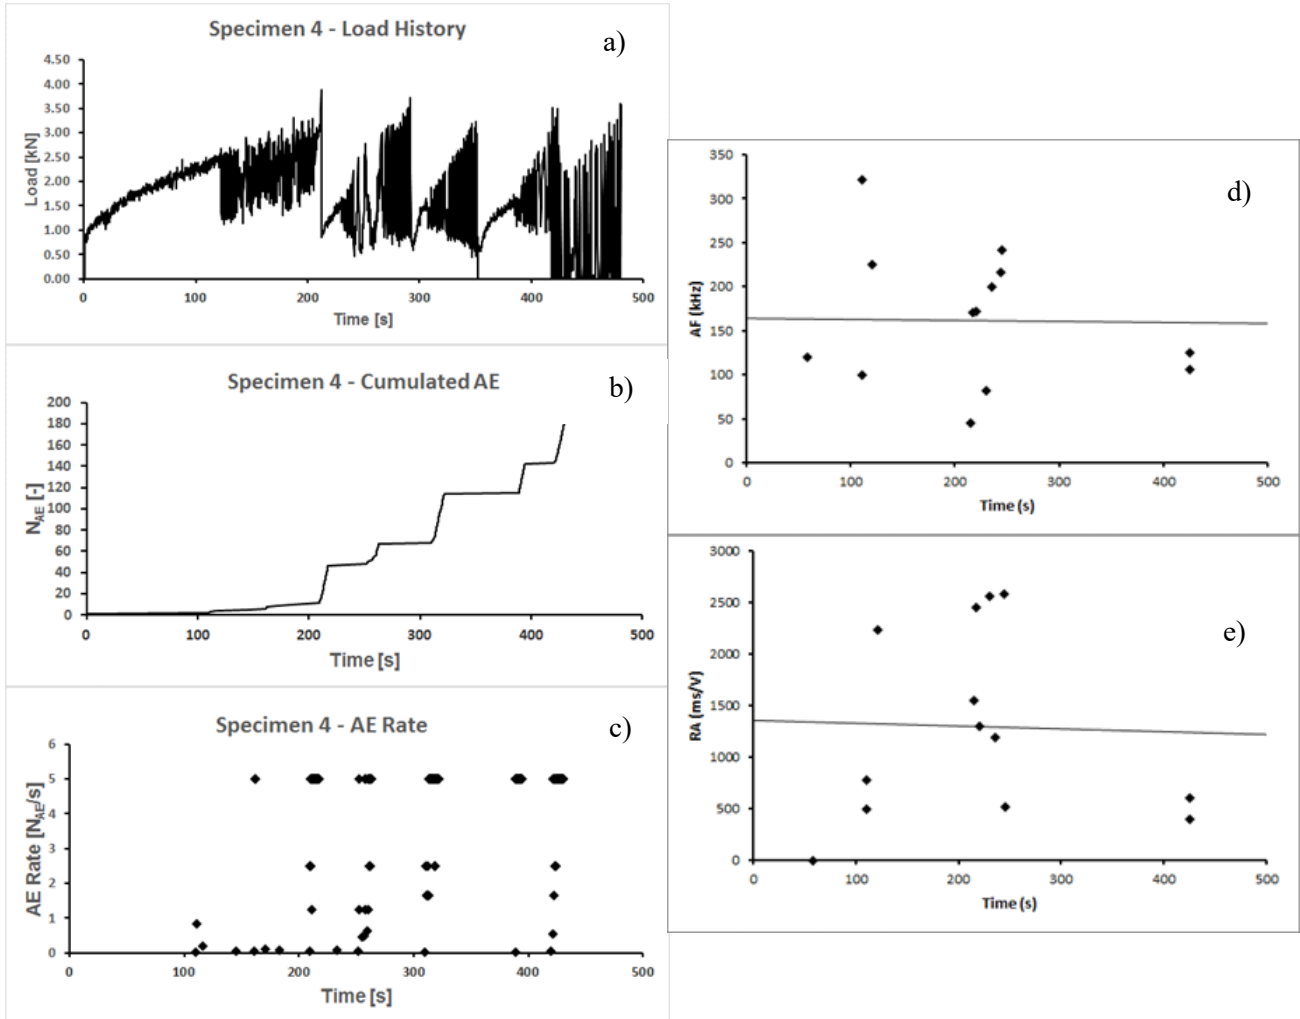 Specimen 4 - Load History
a)
4.50
4.00
3.50
3.00
2.50
2.00
1.50
1.00
0.50
0.00
Load [kN]
0 100 200 300 400 500
Time [s]
Specimen 4 - Cumulated AE
b)
200
180
160
140
120
100
80
60
40
20
0
NAE [-]
0 100 200 300 400 500
Time [s]
Specimen 4 - AE Rate
c)
6
5
4
3
2
1
0
AE Rate [NAE/s]
0 100 200 300 400 500
Time [s]
d)
350
300
250
200
150
100
50
0
AF (kHz)
0 100 200 300 400 500
Time (s)
e)
3000
2500
2000
1500
1000
500
0
RA (ms/V)
0 100 200 300 400 500
Time (s)